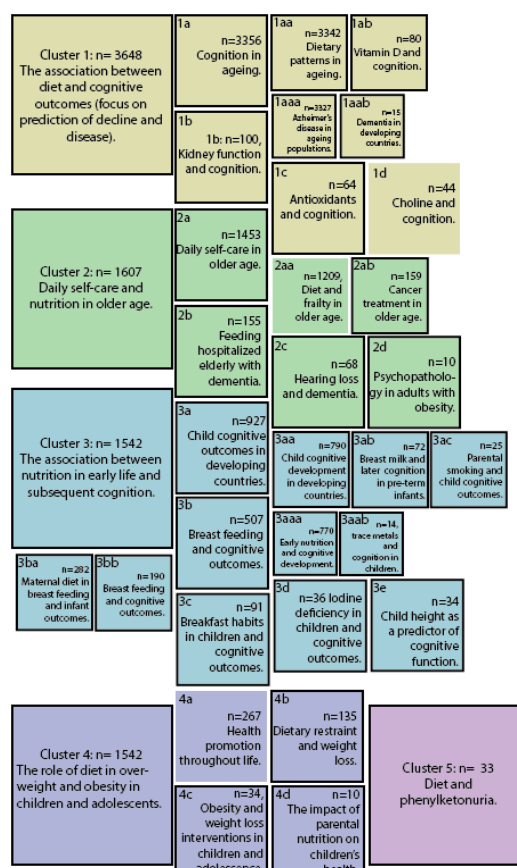 Cluster 1: n= 3648
The association between
diet and cognitive
outcomes (focus on
prediction of decline and
disease).
1a
n=3356
Cognition in
ageing.
1aa
n=3342
Dietary
patterns in
ageing.
1ab
n=80
Vitamin D and
cognition.
1aaa
n=3327
Azheimer's
disease in
ageing
populations.
1aab
n=15
Dementia in
developing
countries.
1b
1b: n=100,
Kidney function
and cognition.
1c
n=64
Antioxidants
and cognition.
1d
n=44
Choline and
cognition.
Cluster 2: n= 1607
Daily self-care and
nutrition in older age.
2a
n=1453
Daily self-care in
older age.
2aa
n=1209,
Diet and
frailty in
older age.
2ab
n=159
Cancer
treatment in
older age.
2b
n=155
Feeding
hospitalized
elderly with
dementia.
2c
n=68
Hearing loss
and dementia.
2d
n=10
Psychopatholo-
gy in adults with
obesity.
Cluster 3: n= 1542
The association between
nutrition in early life and
subsequent cognition.
3a
n=927
Child cognitive
outcomes in
developing
countries.
3aa
n=790
Child cognitive
development
in developing
countries.
3ab
n=72
Breast milk and
later cognition
in pre-term
infants.
3ac
n=25
Parental
smoking and
child cognitive
outcomes.
3b
n=507
Breast feeding
and cognitive
outcomes.
3aaa
n=770
Early nutrition
and cognitive
development.
3aab
n=14,
trace metals
and
cognition in
children.
3ba
n=282
Maternal diet in
breast feeding
and infant
outcomes.
3bb
n=190
Breast feeding
and cognitive
outcomes.
3c
n=91
Breakfast habits
in children and
cognitive
outcomes.
3d
n=36 Iodine
deficiency in
children and
cognitive
outcomes.
3e
n=34
Child height as
a predictor of
cognitive
function.
Cluster 4: n= 1542
The role of diet in over-
weight and obesity in
children and adolescents.
4a
n=267
Health
promotion
throughout life.
4b
n=135
Dietary restraint
and weight
loss.
4c
n=34,
Obesity and
weight loss
interventions in
children and
adolescence.
4d
n=10
The impact of
parental
nutrition on
children's
health.
Cluster 5: n= 33
Diet and
phenylketonuria.